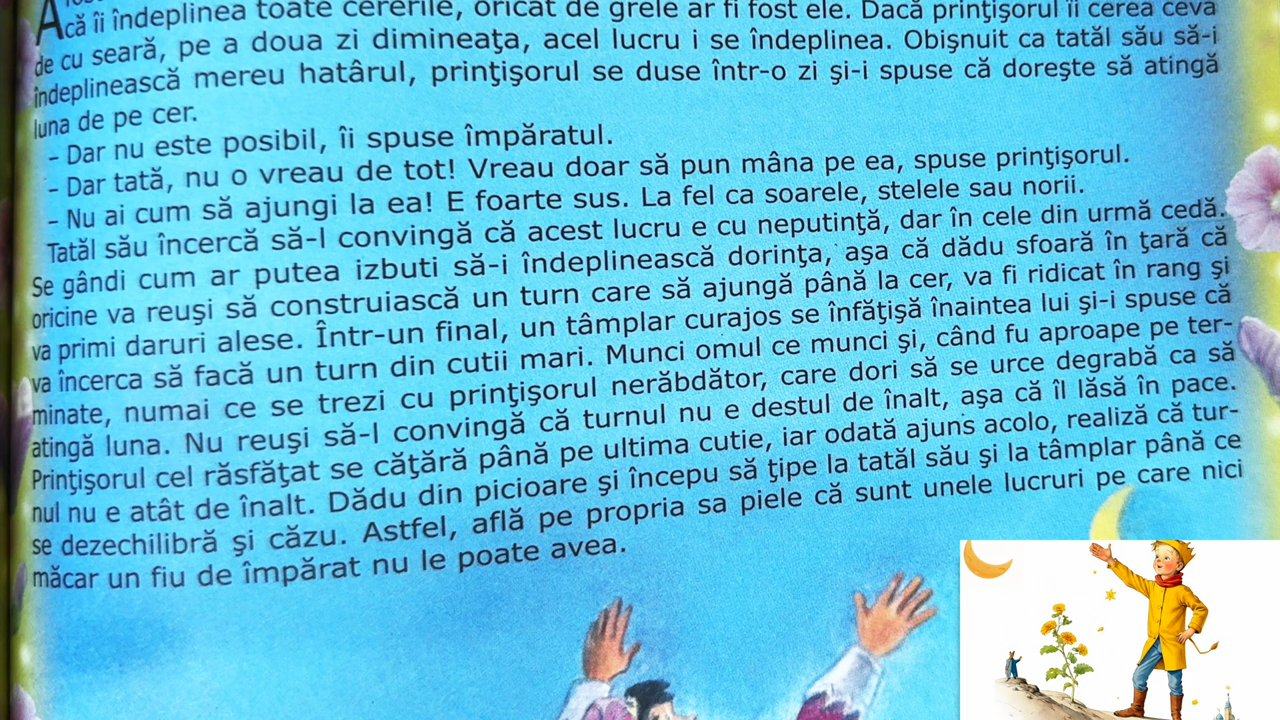 că îi îndeplinea toate cererile, oricât de grele ar fi fost ele. Dacă prinţişorul îi cerea ceva
de cu seară, pe a doua zi dimineaţa, acel lucru i se îndeplinea. Obişnuit ca tatăl său să-i
îndeplinească mereu hatârul, prinţişorul se duse într-o zi şi-i spuse că doreşte să atingă
luna de pe cer.
– Dar nu este posibil, îi spuse împăratul.
– Dar tată, nu o vreau de tot! Vreau doar să pun mâna pe ea, spuse prinţişorul.
– Nu ai cum să ajungi la ea! E foarte sus. La fel ca soarele, stelele sau norii.
Tatăl său încercă să-l convingă că acest lucru e cu neputinţă, dar în cele din urmă cedă.
Se gândi cum ar putea izbuti să-i îndeplinească dorinţa, aşa că dădu sfoară în ţară că
oricine va reuşi să construiască un turn care să ajungă până la cer, va fi ridicat în rang şi
va primi daruri alese. Într-un final, un tâmplar curajos se înfăţişă înaintea lui şi-i spuse că
va încerca să facă un turn din cutii mari. Munci omul ce munci şi, când fu aproape pe ter-
minate, numai ce se trezi cu prinţişorul nerăbdător, care dori să se urce degrabă ca să
atingă luna. Nu reuşi să-l convingă că turnul nu e destul de înalt, aşa că îl lăsă în pace.
Prinţişorul cel răsfăţat se căţără până pe ultima cutie, iar odată ajuns acolo, realiză că tur-
nul nu e atât de înalt. Dădu din picioare şi începu să ţipe la tatăl său şi la tâmplar până ce
se dezechilibră şi căzu. Astfel, află pe propria sa piele că sunt unele lucruri pe care nici
măcar un fiu de împărat nu le poate avea.